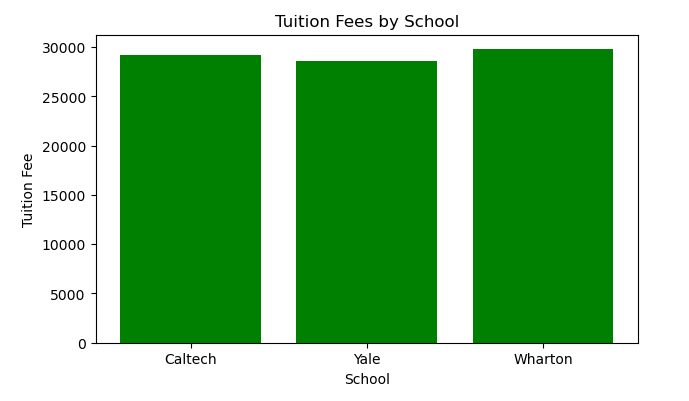 Tuition Fees by School
Tuition Fee
30000
25000
20000
15000
10000
5000
0
Caltech
Yale
Wharton
School